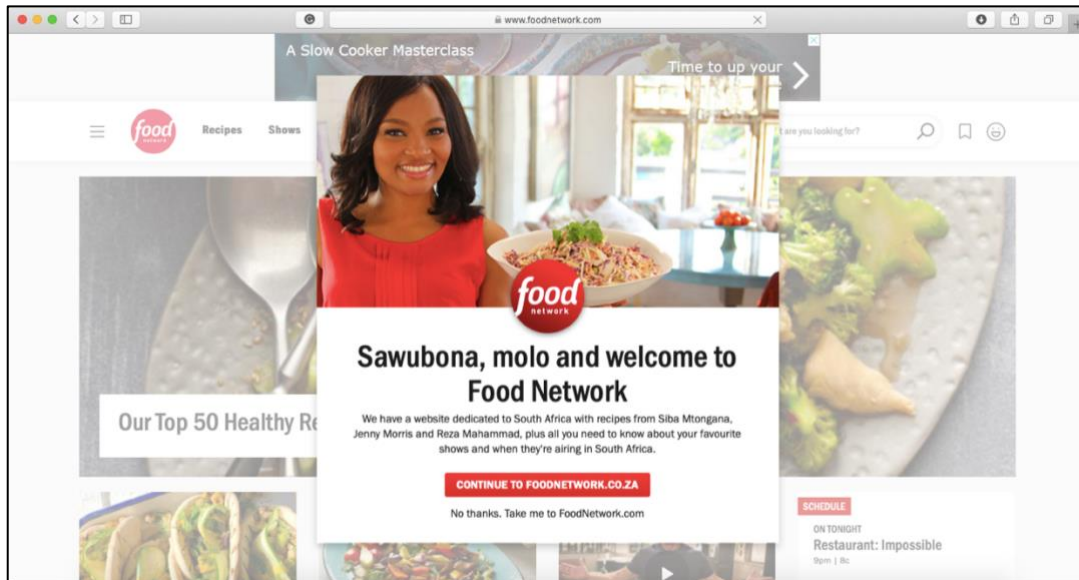 www.foodnetwork.com
A Slow Cooker Masterclass
Time to up your
food
network
Recipes
Shows
are you looking for?
food
network
Sawubona, molo and welcome to
Food Network
We have a website dedicated to South Africa with recipes from Siba Mtongana,
Jenny Morris and Reza Mahammad, plus all you need to know about your favourite
shows and when they're airing in South Africa.
CONTINUE TO FOODNETWORK.CO.ZA
No thanks. Take me to FoodNetwork.com
Our Top 50 Healthy
SCHEDULE
ON TONIGHT
Restaurant: Impossible
9pm | 8c